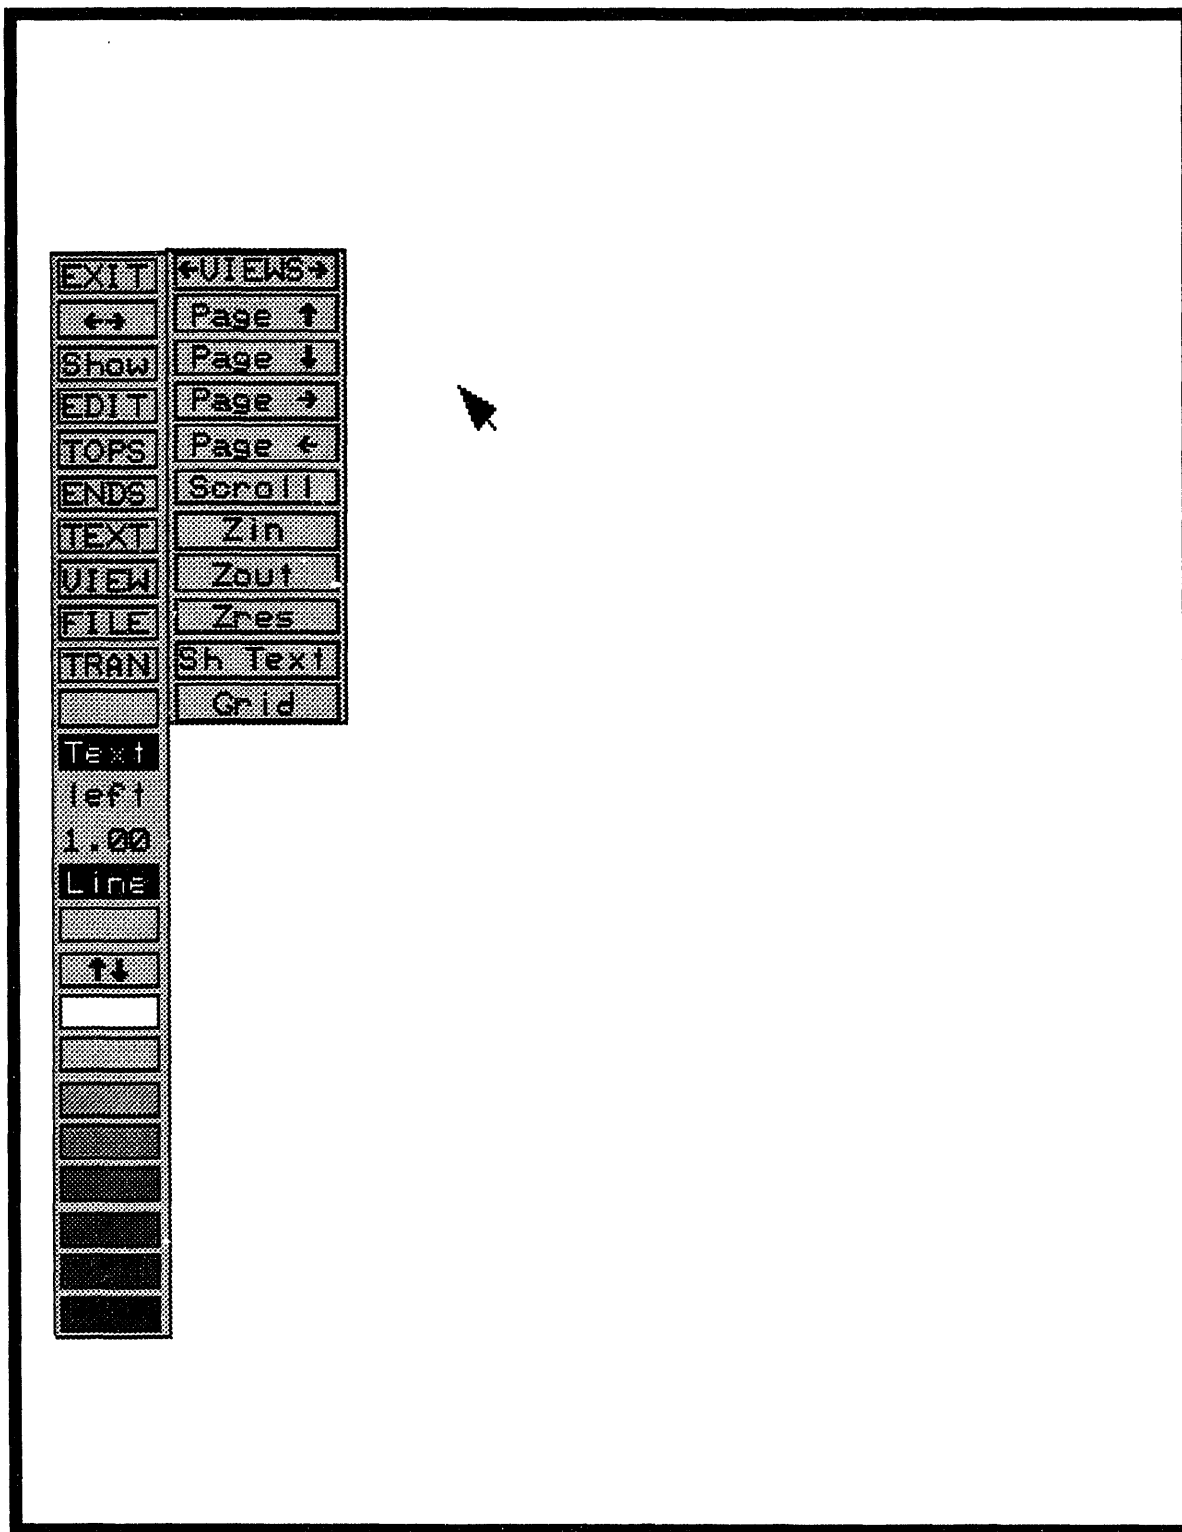 EXIT
←→
Show
EDIT
TOPS
ENDS
TEXT
VIEW
FILE
TRAN
Text
left
1.00
Line
↑↓
←VIEWS→
Page ↑
Page ↓
Page →
Page ←
Scroll
Zin
Zout
Zres
Sh Text
Grid